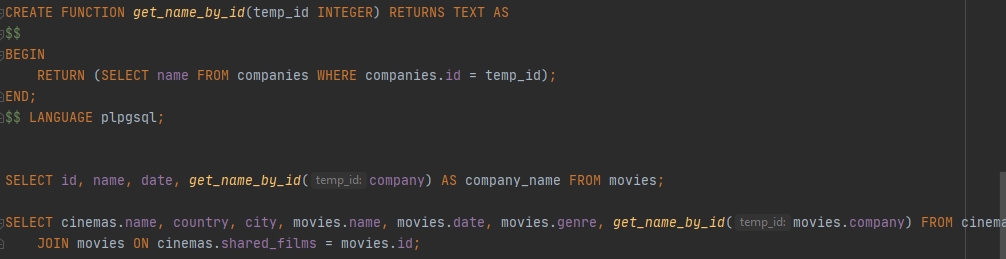 CREATE FUNCTION get_name_by_id(temp_id INTEGER) RETURNS TEXT AS
$$
BEGIN
    RETURN (SELECT name FROM companies WHERE companies.id = temp_id);
END;
$$ LANGUAGE plpgsql;
SELECT id, name, date, get_name_by_id( temp_id: company) AS company_name FROM movies;
SELECT cinemas.name, country, city, movies.name, movies.date, movies.genre, get_name_by_id( temp_id: movies.company) FROM cinema
    JOIN movies ON cinemas.shared_films = movies.id;